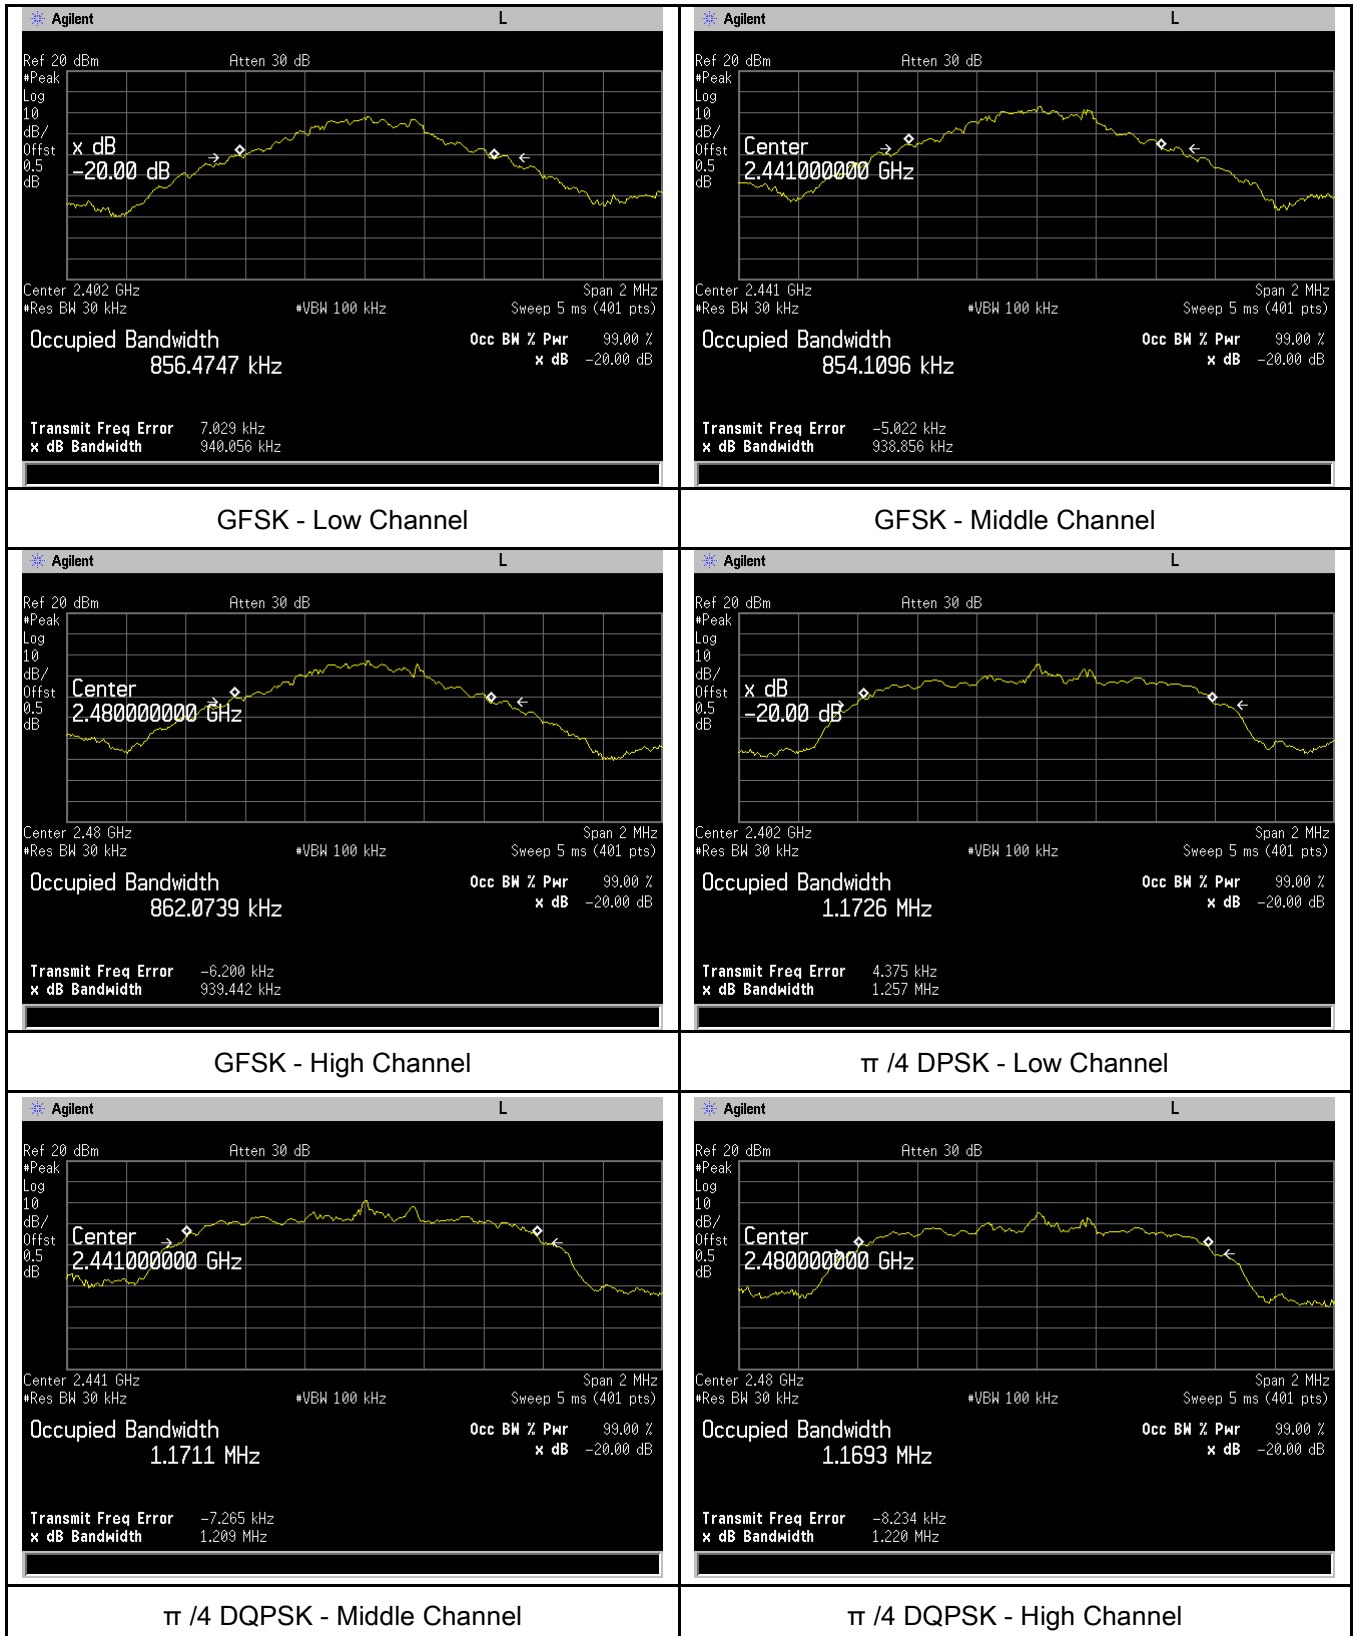 Agilent L
Ref 20 dBm Atten 30 dB
#Peak
Log
10
dB/
Offst
0.5
dB
x dB
-20.00 dB
Center 2.402 GHz Span 2 MHz
#Res BW 30 kHz #VBW 100 kHz Sweep 5 ms (401 pts)
Occupied Bandwidth Occ BW % Pwr 99.00 %
856.4747 kHz x dB -20.00 dB
Transmit Freq Error 7.029 kHz
x dB Bandwidth 940.056 kHz
GFSK - Low Channel
Agilent L
Ref 20 dBm Atten 30 dB
#Peak
Log
10
dB/
Offst
0.5
dB
Center
2.441000000 GHz
Center 2.441 GHz Span 2 MHz
#Res BW 30 kHz #VBW 100 kHz Sweep 5 ms (401 pts)
Occupied Bandwidth Occ BW % Pwr 99.00 %
854.1096 kHz x dB -20.00 dB
Transmit Freq Error -5.022 kHz
x dB Bandwidth 938.856 kHz
GFSK - Middle Channel
Agilent L
Ref 20 dBm Atten 30 dB
#Peak
Log
10
dB/
Offst
0.5
dB
Center
2.480000000 GHz
Center 2.48 GHz Span 2 MHz
#Res BW 30 kHz #VBW 100 kHz Sweep 5 ms (401 pts)
Occupied Bandwidth Occ BW % Pwr 99.00 %
862.0739 kHz x dB -20.00 dB
Transmit Freq Error -6.200 kHz
x dB Bandwidth 939.442 kHz
GFSK - High Channel
Agilent L
Ref 20 dBm Atten 30 dB
#Peak
Log
10
dB/
Offst
0.5
dB
x dB
-20.00 dB
Center 2.402 GHz Span 2 MHz
#Res BW 30 kHz #VBW 100 kHz Sweep 5 ms (401 pts)
Occupied Bandwidth Occ BW % Pwr 99.00 %
1.1726 MHz x dB -20.00 dB
Transmit Freq Error 4.375 kHz
x dB Bandwidth 1.257 MHz
π /4 DPSK - Low Channel
Agilent L
Ref 20 dBm Atten 30 dB
#Peak
Log
10
dB/
Offst
0.5
dB
Center
2.441000000 GHz
Center 2.441 GHz Span 2 MHz
#Res BW 30 kHz #VBW 100 kHz Sweep 5 ms (401 pts)
Occupied Bandwidth Occ BW % Pwr 99.00 %
1.1711 MHz x dB -20.00 dB
Transmit Freq Error -7.265 kHz
x dB Bandwidth 1.209 MHz
π /4 DQPSK - Middle Channel
Agilent L
Ref 20 dBm Atten 30 dB
#Peak
Log
10
dB/
Offst
0.5
dB
Center
2.480000000 GHz
Center 2.48 GHz Span 2 MHz
#Res BW 30 kHz #VBW 100 kHz Sweep 5 ms (401 pts)
Occupied Bandwidth Occ BW % Pwr 99.00 %
1.1693 MHz x dB -20.00 dB
Transmit Freq Error -8.234 kHz
x dB Bandwidth 1.220 MHz
π /4 DQPSK - High Channel